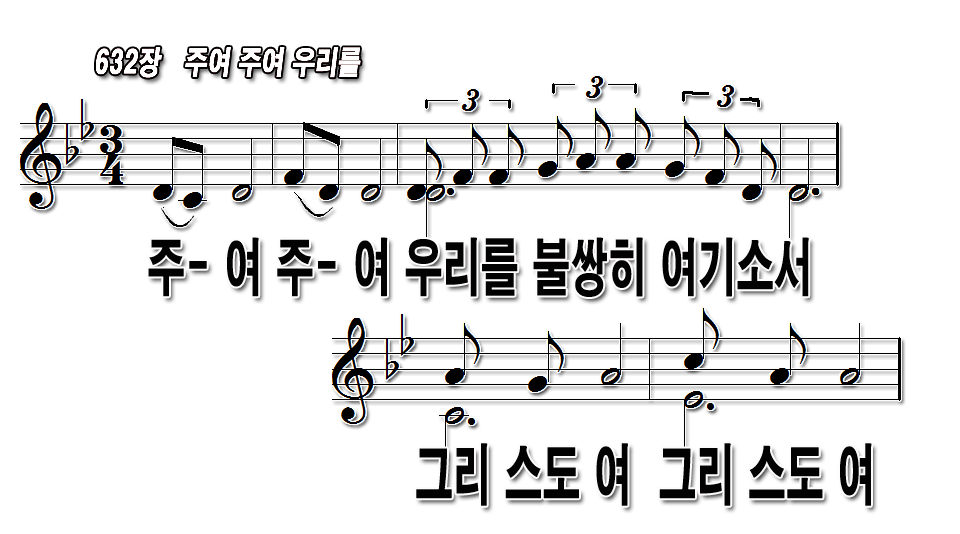 632장 주여 주여 우리를
3 3 3
3
4
주- 여 주- 여 우리를 불쌍히 여기소서
그리 스도 여 그리 스도 여